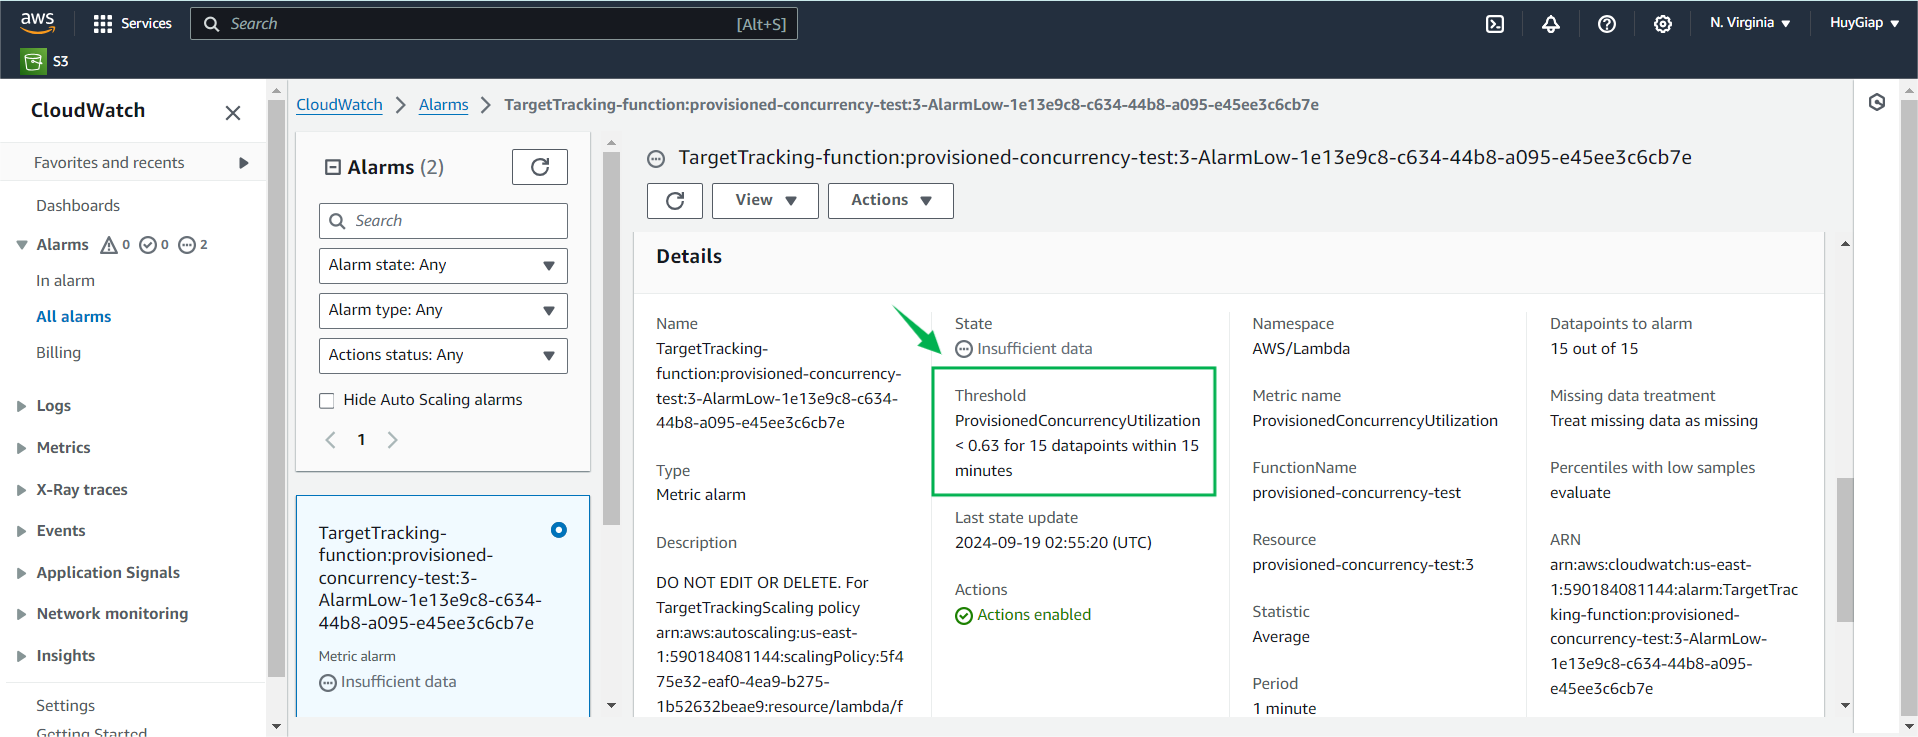 aws
Services
Search
[Alt+S]
N. Virginia
HuyGiap
S3
CloudWatch
Favorites and recents
Dashboards
Alarms 0 0 2
In alarm
All alarms
Billing
Logs
Metrics
X-Ray traces
Events
Application Signals
Network monitoring
Insights
Settings
Getting Started
CloudWatch > Alarms > TargetTracking-function:provisioned-concurrency-test:3-AlarmLow-1e13e9c8-c634-44b8-a095-e45ee3c6cb7e
Alarms (2)
Search
Alarm state: Any
Alarm type: Any
Actions status: Any
Hide Auto Scaling alarms
1
TargetTracking-
function:provisioned-
concurrency-test:3-
AlarmLow-1e13e9c8-c634-
44b8-a095-e45ee3c6cb7e
Metric alarm
Insufficient data
TargetTracking-function:provisioned-concurrency-test:3-AlarmLow-1e13e9c8-c634-44b8-a095-e45ee3c6cb7e
View
Actions
Details
Name
TargetTracking-
function:provisioned-concurrency-
test:3-AlarmLow-1e13e9c8-c634-
44b8-a095-e45ee3c6cb7e
Type
Metric alarm
Description
DO NOT EDIT OR DELETE. For
TargetTrackingScaling policy
arn:aws:autoscaling:us-east-
1:590184081144:scalingPolicy:5f4
75e32-eaf0-4ea9-b275-
1b52632beae9:resource/lambda/f
State
Insufficient data
Threshold
ProvisionedConcurrencyUtilization
< 0.63 for 15 datapoints within 15
minutes
Last state update
2024-09-19 02:55:20 (UTC)
Actions
Actions enabled
Namespace
AWS/Lambda
Metric name
ProvisionedConcurrencyUtilization
FunctionName
provisioned-concurrency-test
Resource
provisioned-concurrency-test:3
Statistic
Average
Period
1 minute
Datapoints to alarm
15 out of 15
Missing data treatment
Treat missing data as missing
Percentiles with low samples
evaluate
ARN
arn:aws:cloudwatch:us-east-
1:590184081144:alarm:TargetTrac
king-function:provisioned-
concurrency-test:3-AlarmLow-
1e13e9c8-c634-44b8-a095-
e45ee3c6cb7e